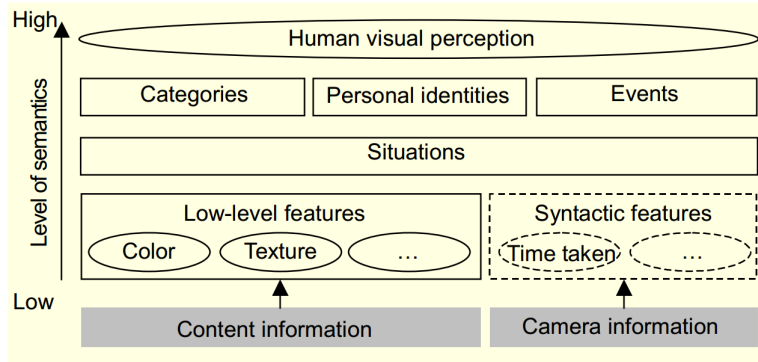 High
Human visual perception
Categories
Personal identities
Events
Situations
Level of semantics
Low-level features
Syntactic features
Color
Texture
...
Time taken
...
Low
Content information
Camera information